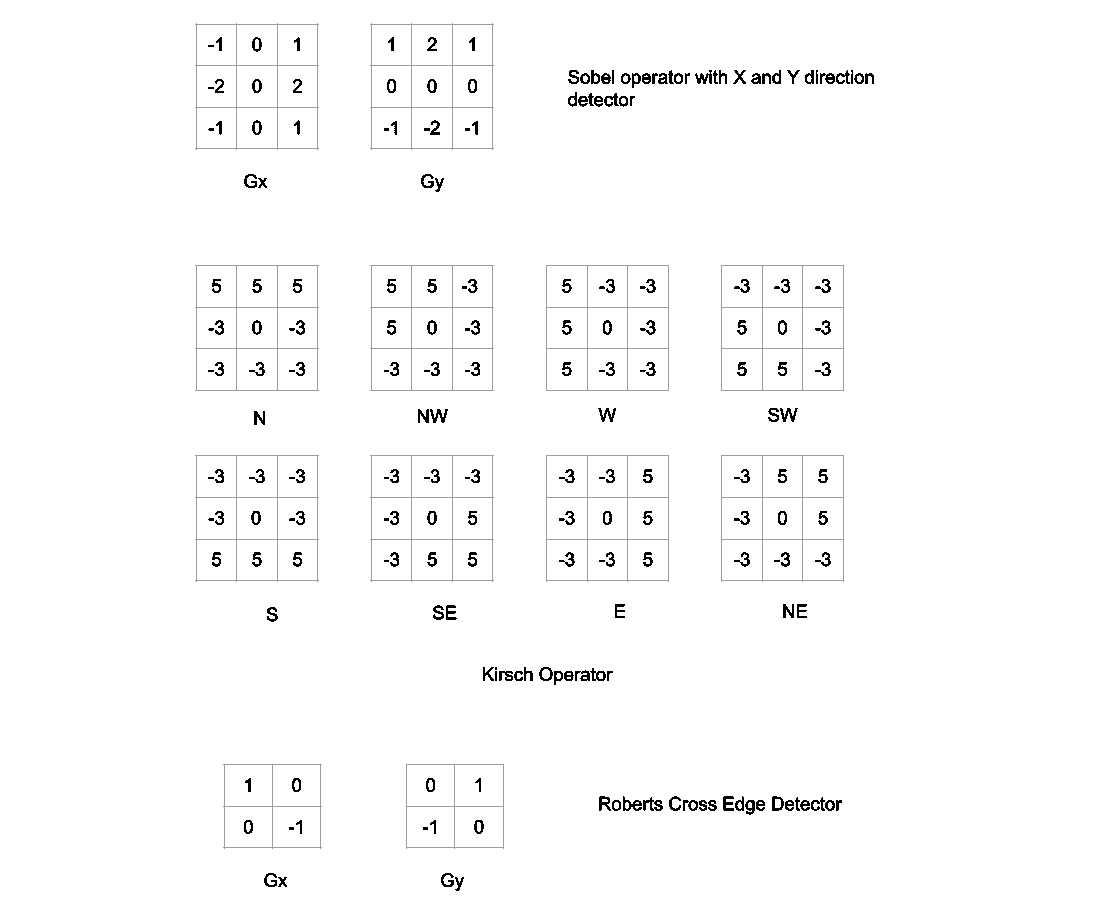 -1 0 1 1 2 1
-2 0 2 0 0 0 Sobel operator with X and Y direction
detector
-1 0 1 -1 -2 -1
Gx Gy
5 5 5 5 5 -3 5 -3 -3 -3 -3 -3
-3 0 -3 5 0 -3 5 0 -3 5 0 -3
-3 -3 -3 -3 -3 -3 5 -3 -3 5 5 -3
N NW W SW
-3 -3 -3 -3 -3 -3 -3 -3 5 -3 5 5
-3 0 -3 -3 0 5 -3 0 5 -3 0 5
5 5 5 -3 5 5 -3 -3 5 -3 -3 -3
S SE E NE
Kirsch Operator
1 0 0 1
Roberts Cross Edge Detector
0 -1 -1 0
Gx Gy